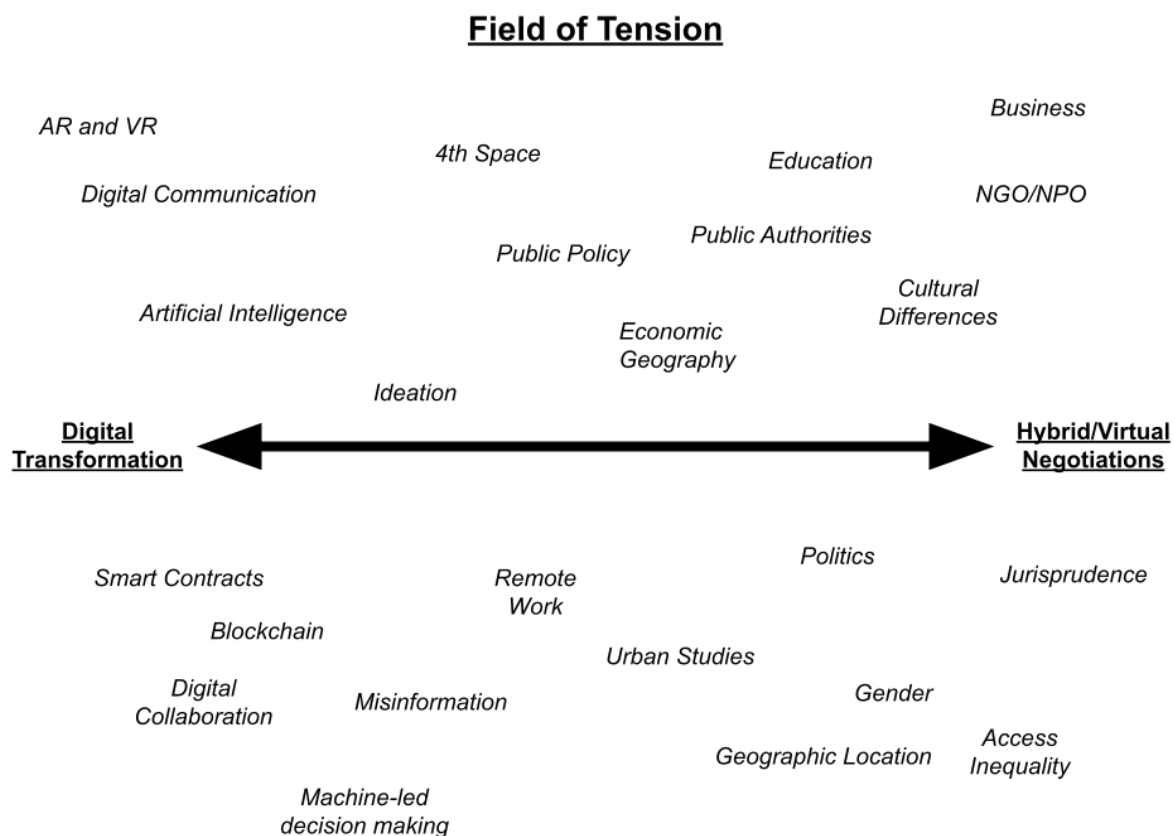 Field of Tension
Business
AR and VR
4th Space
Education
Digital Communication
NGO/NPO
Public Authorities
Public Policy
Cultural
Differences
Artificial Intelligence
Economic
Geography
Ideation
Digital
Transformation
Hybrid/Virtual
Negotiations
Politics
Smart Contracts
Remote
Work
Jurisprudence
Blockchain
Urban Studies
Digital
Collaboration
Misinformation
Gender
Geographic Location
Access
Inequality
Machine-led
decision making